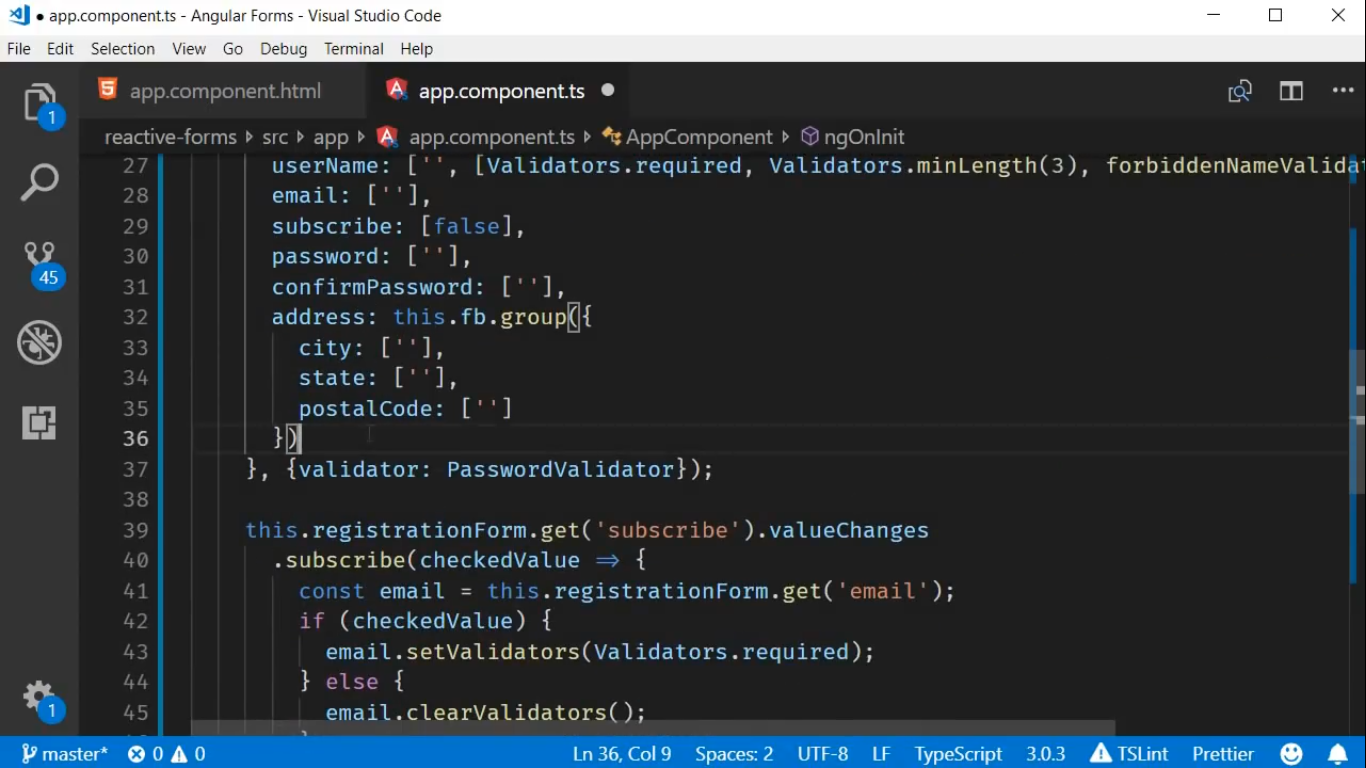 app.component.ts - Angular Forms - Visual Studio Code
File Edit Selection View Go Debug Terminal Help
app.component.html app.component.ts
reactive-forms src app app.component.ts AppComponent ngOnInit
1
45
1
27 userName: ['', [Validators.required, Validators.minLength(3), forbiddenNameValidat
28 email: [''],
29 subscribe: [false],
30 password: [''],
31 confirmPassword: [''],
32 address: this.fb.group({
33 city: [''],
34 state: [''],
35 postalCode: ['']
36 })
37 }, {validator: PasswordValidator});
38
39 this.registrationForm.get('subscribe').valueChanges
40 .subscribe(checkedValue => {
41 const email = this.registrationForm.get('email');
42 if (checkedValue) {
43 email.setValidators(Validators.required);
44 } else {
45 email.clearValidators();
master* 0 0 Ln 36, Col 9 Spaces: 2 UTF-8 LF TypeScript 3.0.3 TSLint Prettier